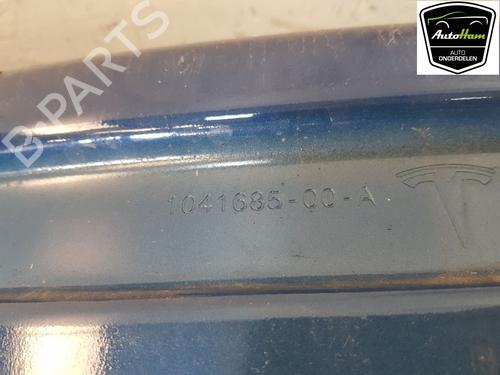 AutoHam
AUTO
ONDERDELEN
B-PARTS
1041685-00-A